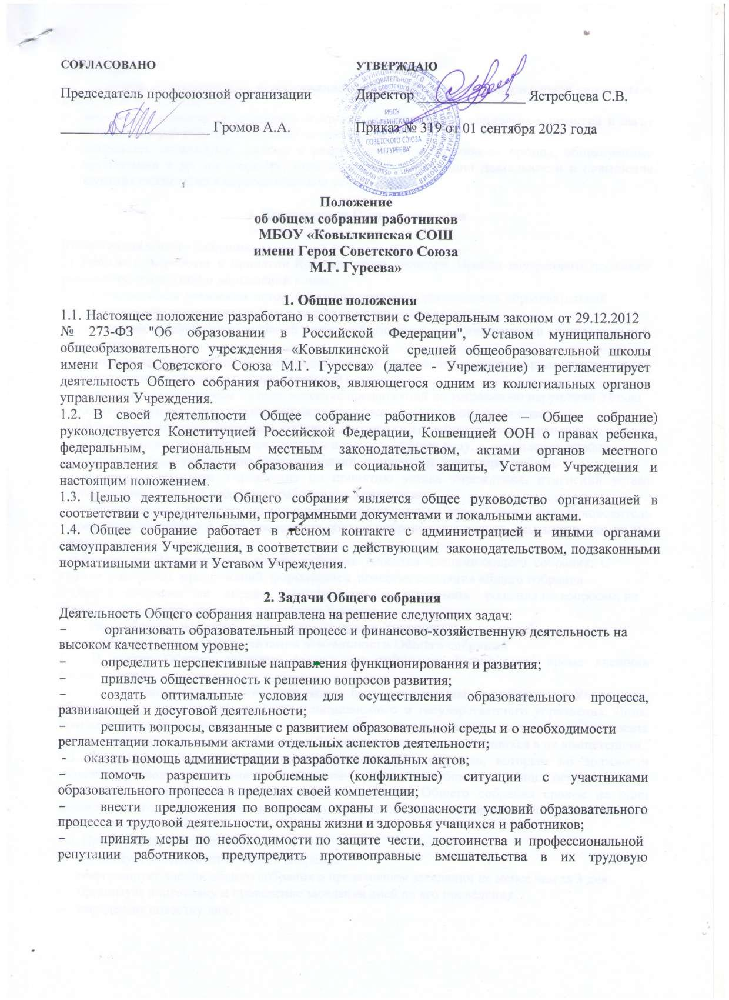 СОГЛАСОВАНО
УТВЕРЖДАЮ
Председатель профсоюзной организации
Директор_______________ Ястребцева С.В.
____________________ Громов А.А.
Приказ № 319 от 01 сентября 2023 года
МБОУ
"КОВЫЛКИНСКАЯ СОШ
ИМЕНИ ГЕРОЯ
СОВЕТСКОГО СОЮЗА
М.Г.ГУРЕЕВА"
Положение
об общем собрании работников
МБОУ «Ковылкинская СОШ
имени Героя Советского Союза
М.Г. Гуреева»
1. Общие положения
1.1. Настоящее положение разработано в соответствии с Федеральным законом от 29.12.2012
№ 273-ФЗ "Об образовании в Российской Федерации", Уставом муниципального
общеобразовательного учреждения «Ковылкинской средней общеобразовательной школы
имени Героя Советского Союза М.Г. Гуреева» (далее - Учреждение) и регламентирует
деятельность Общего собрания работников, являющегося одним из коллегиальных органов
управления Учреждения.
1.2. В своей деятельности Общее собрание работников (далее – Общее собрание)
руководствуется Конституцией Российской Федерации, Конвенцией ООН о правах ребенка,
федеральным, региональным местным законодательством, актами органов местного
самоуправления в области образования и социальной защиты, Уставом Учреждения и
настоящим положением.
1.3. Целью деятельности Общего собрания является общее руководство организацией в
соответствии с учредительными, программными документами и локальными актами.
1.4. Общее собрание работает в тесном контакте с администрацией и иными органами
самоуправления Учреждения, в соответствии с действующим законодательством, подзаконными
нормативными актами и Уставом Учреждения.
2. Задачи Общего собрания
Деятельность Общего собрания направлена на решение следующих задач:
− организовать образовательный процесс и финансово-хозяйственную деятельность на
высоком качественном уровне;
− определить перспективные направления функционирования и развития;
− привлечь общественность к решению вопросов развития;
− создать оптимальные условия для осуществления образовательного процесса,
развивающей и досуговой деятельности;
− решить вопросы, связанные с развитием образовательной среды и о необходимости
регламентации локальными актами отдельных аспектов деятельности;
- оказать помощь администрации в разработке локальных актов;
− помочь разрешить проблемные (конфликтные) ситуации с участниками
образовательного процесса в пределах своей компетенции;
− внести предложения по вопросам охраны и безопасности условий образовательного
процесса и трудовой деятельности, охраны жизни и здоровья учащихся и работников;
− принять меры по необходимости по защите чести, достоинства и профессиональной
репутации работников, предупредить противоправные вмешательства в их трудовую